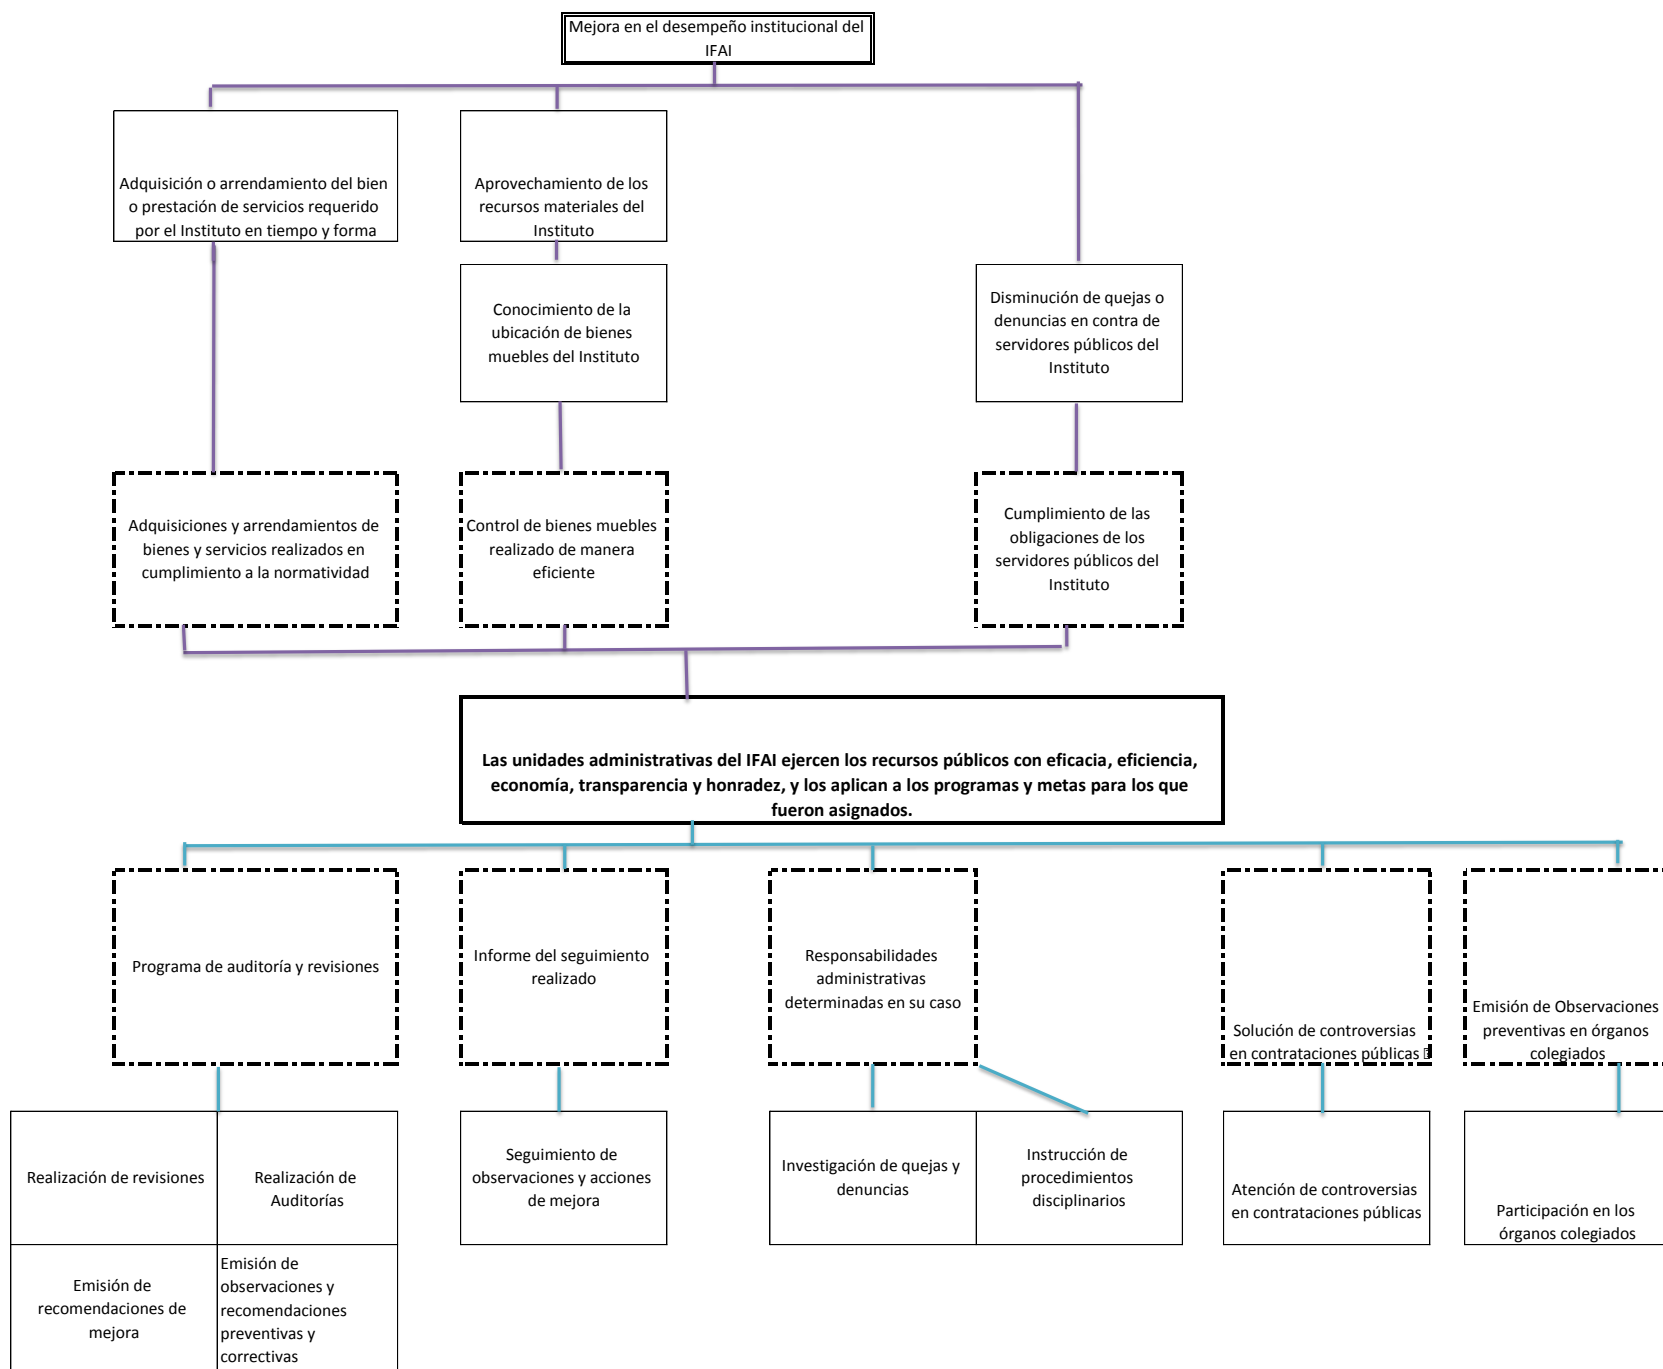 Mejora en el desempeño institucional del
IFAI
Adquisición o arrendamiento del bien
o prestación de servicios requerido
por el Instituto en tiempo y forma
Aprovechamiento de los
recursos materiales del
Instituto
Conocimiento de la
ubicación de bienes
muebles del Instituto
Disminución de quejas o
denuncias en contra de
servidores públicos del
Instituto
Adquisiciones y arrendamientos de
bienes y servicios realizados en
cumplimiento a la normatividad
Control de bienes muebles
realizado de manera
eficiente
Cumplimiento de las
obligaciones de los
servidores públicos del
Instituto
Las unidades administrativas del IFAI ejercen los recursos públicos con eficacia, eficiencia,
economía, transparencia y honradez, y los aplican a los programas y metas para los que
fueron asignados.
Programa de auditoría y revisiones
Informe del seguimiento
realizado
Responsabilidades
administrativas
determinadas en su caso
Solución de controversias
en contrataciones públicas
Emisión de Observaciones
preventivas en órganos
colegiados
Realización de revisiones
Realización de
Auditorías
Seguimiento de
observaciones y acciones
de mejora
Investigación de quejas y
denuncias
Instrucción de
procedimientos
disciplinarios
Atención de controversias
en contrataciones públicas
Participación en los
órganos colegiados
Emisión de
recomendaciones de
mejora
Emisión de
observaciones y
recomendaciones
preventivas y
correctivas